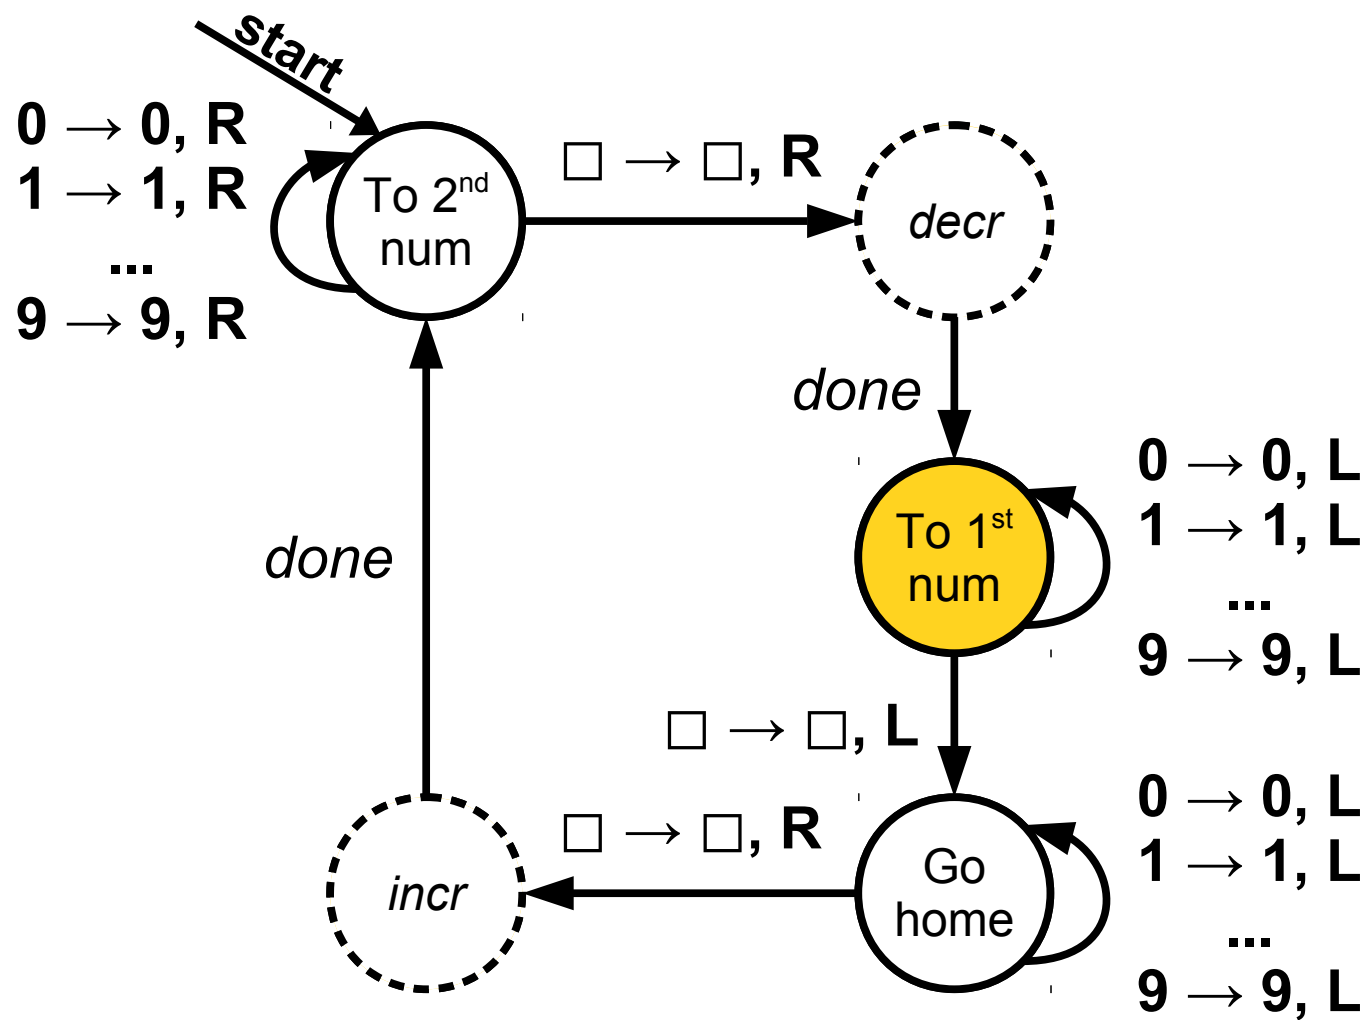 start
0 → 0, R
1 → 1, R
...
9 → 9, R
To 2nd
num
□ → □, R
decr
done
To 1st
num
0 → 0, L
1 → 1, L
...
9 → 9, L
done
□ → □, L
□ → □, R
incr
Go
home
0 → 0, L
1 → 1, L
...
9 → 9, L